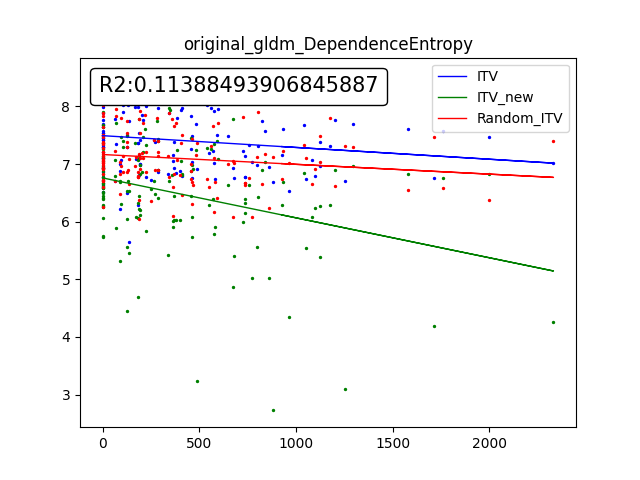 original_gldm_DependenceEntropy
R2:0.11388493906845887
ITV
ITV_new
Random_ITV
8
7
6
5
4
3
0
500
1000
1500
2000